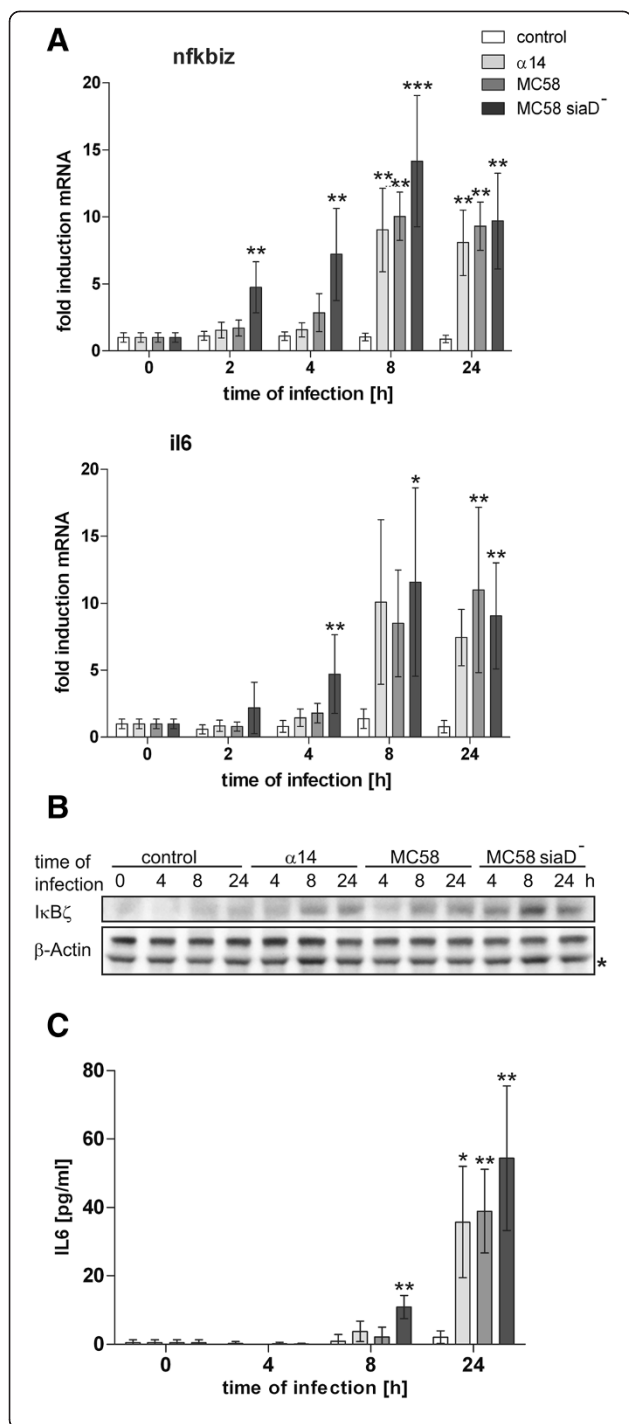 A
nfkbiz
control
α14
MC58
MC58 siaD⁻
fold induction mRNA
20
15
10
5
0
** ** ** ** *** ** ** **
0 2 4 8 24
time of infection [h]
il6
fold induction mRNA
20
15
10
5
0
** * ** **
0 2 4 8 24
time of infection [h]
B
time of infection
control α14 MC58 MC58 siaD⁻
0 4 8 24 4 8 24 4 8 24 4 8 24 h
IκBζ
β-Actin
*
C
IL6 [pg/ml]
80
60
40
20
0
** * ** **
0 4 8 24
time of infection [h]